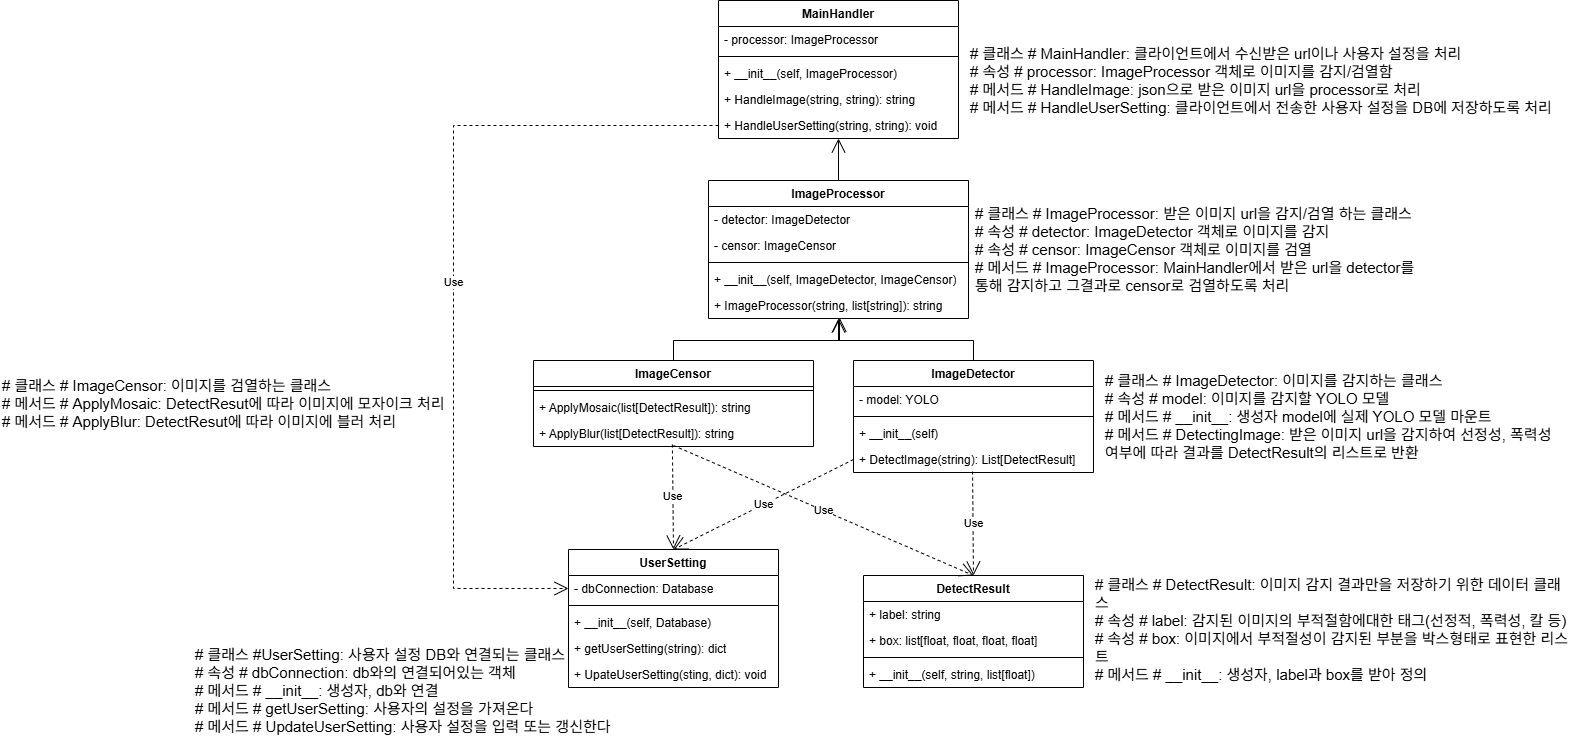 MainHandler
- processor: ImageProcessor
+ __init__(self, ImageProcessor)
+ HandleImage(string, string): string
+ HandleUserSetting(string, string): void
# 클래스 # MainHandler: 클라이언트에서 수신받은 url이나 사용자 설정을 처리
# 속성 # processor: ImageProcessor 객체로 이미지를 감지/검열함
# 메서드 # HandleImage: json으로 받은 이미지 url을 processor로 처리
# 메서드 # HandleUserSetting: 클라이언트에서 전송한 사용자 설정을 DB에 저장하도록 처리
ImageProcessor
- detector: ImageDetector
- censor: ImageCensor
+ __init__(self, ImageDetector, ImageCensor)
+ ImageProcessor(string, list[string]): string
# 클래스 # ImageProcessor: 받은 이미지 url을 감지/검열 하는 클래스
# 속성 # detector: ImageDetector 객체로 이미지를 감지
# 속성 # censor: ImageCensor 객체로 이미지를 검열
# 메서드 # ImageProcessor: MainHandler에서 받은 url을 detector를
통해 감지하고 그결과로 censor로 검열하도록 처리
Use
# 클래스 # ImageCensor: 이미지를 검열하는 클래스
# 메서드 # ApplyMosaic: DetectResut에 따라 이미지에 모자이크 처리
# 메서드 # ApplyBlur: DetectResut에 따라 이미지에 블러 처리
ImageCensor
+ ApplyMosaic(list[DetectResult]): string
+ ApplyBlur(list[DetectResult]): string
ImageDetector
- model: YOLO
+ __init__(self)
+ DetectImage(string): List[DetectResult]
# 클래스 # ImageDetector: 이미지를 감지하는 클래스
# 속성 # model: 이미지를 감지할 YOLO 모델
# 메서드 # __init__: 생성자 model에 실제 YOLO 모델 마운트
# 메서드 # DetectingImage: 받은 이미지 url을 감지하여 선정성, 폭력성
여부에 따라 결과를 DetectResult의 리스트로 반환
Use
Use
Use
Use
UserSetting
- dbConnection: Database
+ __init__(self, Database)
+ getUserSetting(string): dict
+ UpateUserSetting(sting, dict): void
# 클래스 #UserSetting: 사용자 설정 DB와 연결되는 클래스
# 속성 # dbConnection: db와의 연결되어있는 객체
# 메서드 # __init__: 생성자, db와 연결
# 메서드 # getUserSetting: 사용자의 설정을 가져온다
# 메서드 # UpdateUserSetting: 사용자 설정을 입력 또는 갱신한다
DetectResult
+ label: string
+ box: list[float, float, float, float]
+ __init__(self, string, list[float])
# 클래스 # DetectResult: 이미지 감지 결과만을 저장하기 위한 데이터 클래
스
# 속성 # label: 감지된 이미지의 부적절함에대한 태그(선정적, 폭력성, 칼 등)
# 속성 # box: 이미지에서 부적절성이 감지된 부분을 박스형태로 표현한 리스
트
# 메서드 # __init__: 생성자, label과 box를 받아 정의